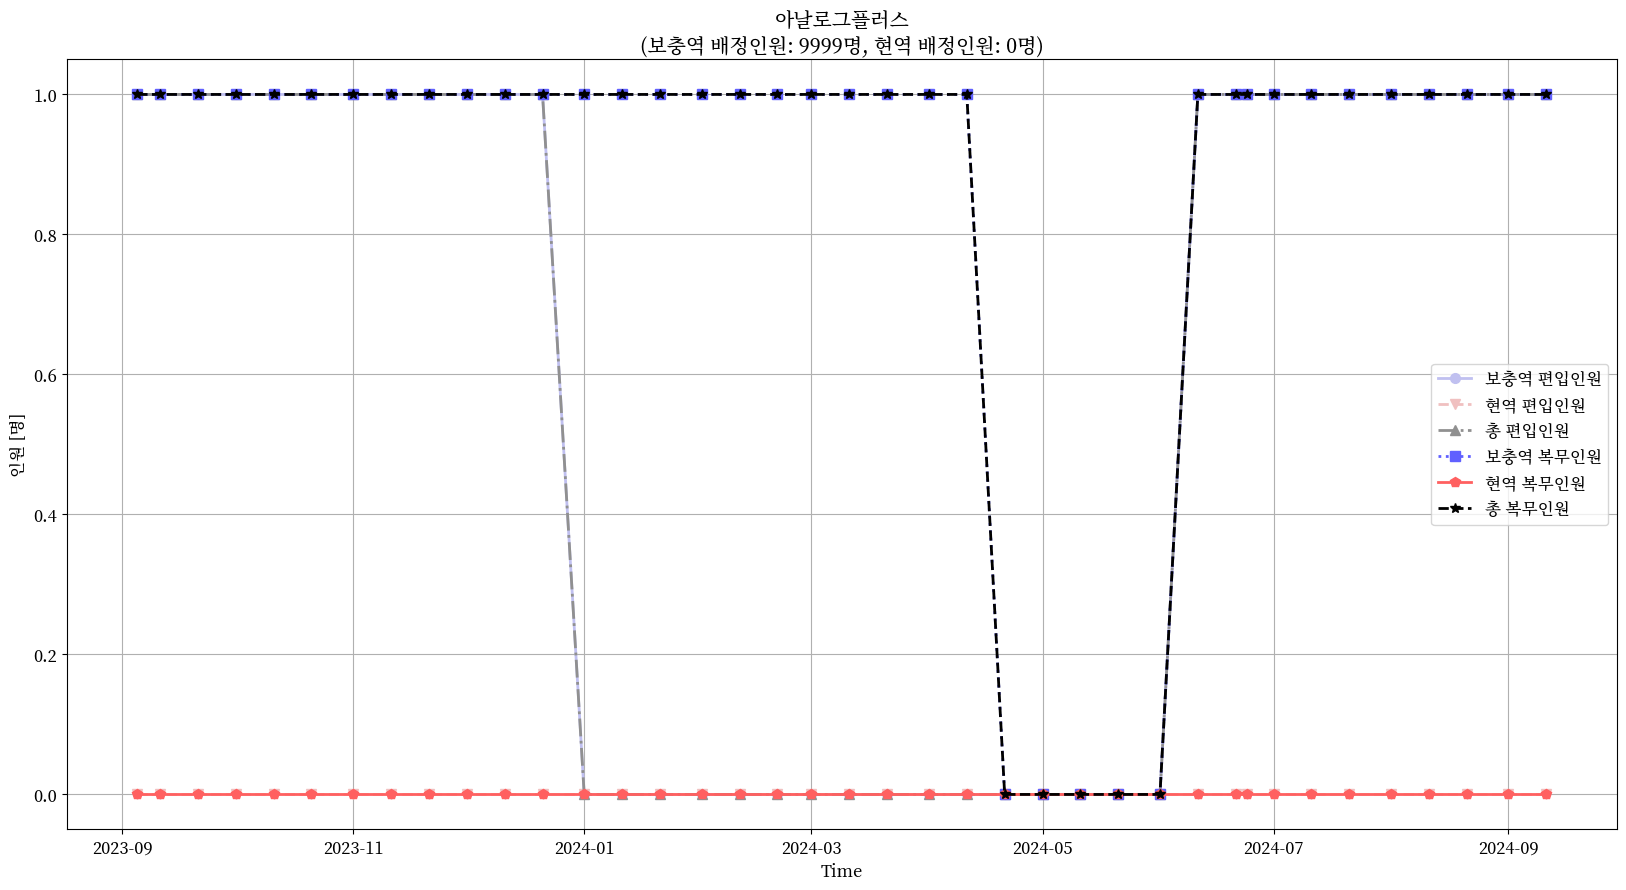 아날로그플러스
(보충역 배정인원: 9999명, 현역 배정인원: 0명)
인원 [명]
1.0
0.8
0.6
0.4
0.2
0.0
보충역 편입인원
현역 편입인원
총 편입인원
보충역 복무인원
현역 복무인원
총 복무인원
2023-09 2023-11 2024-01 2024-03 2024-05 2024-07 2024-09
Time